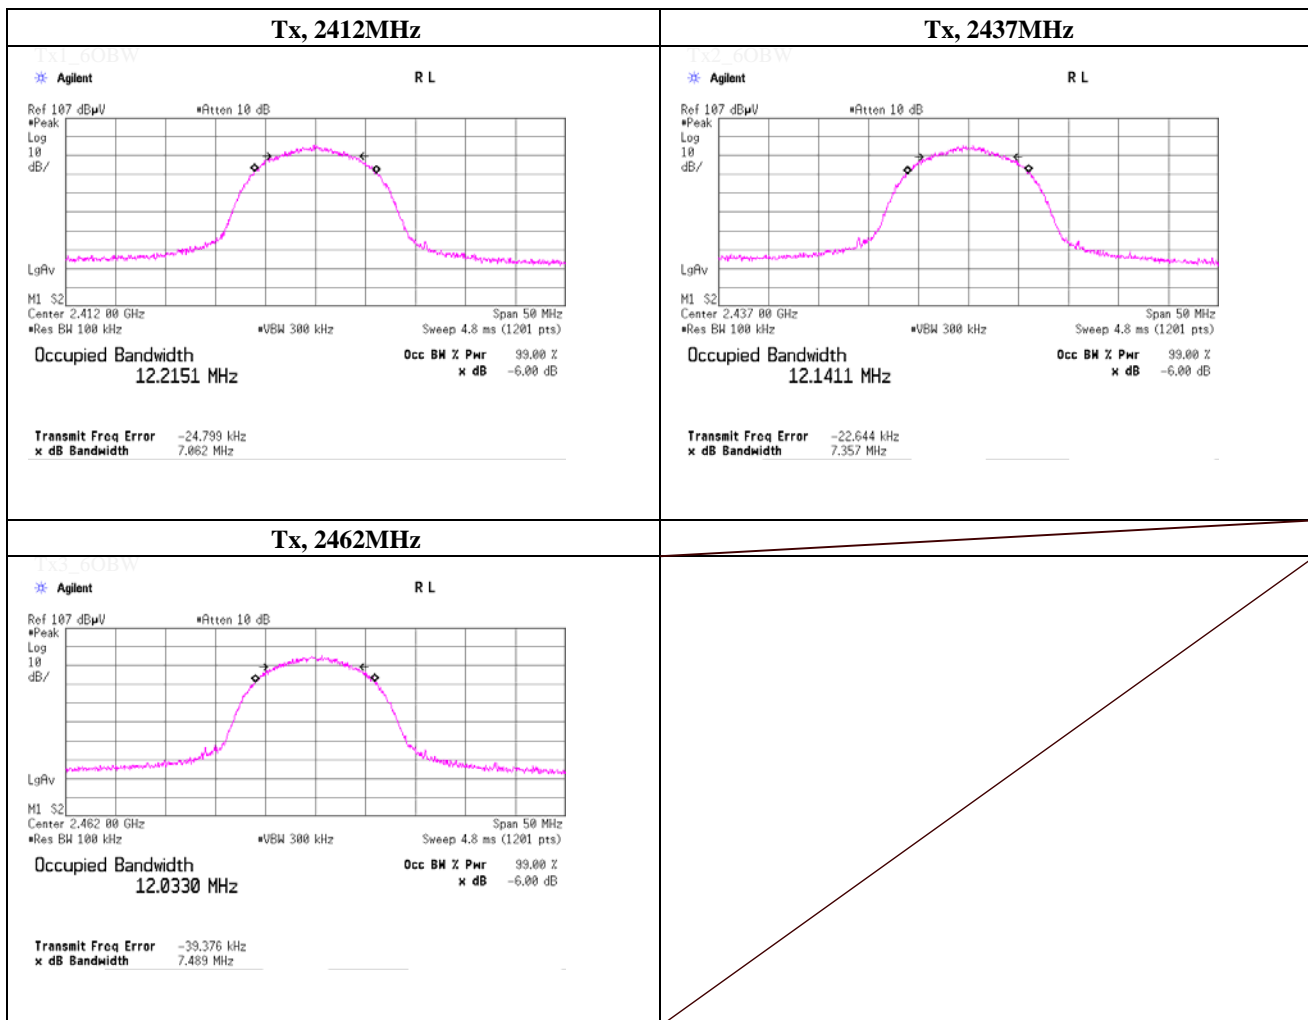 Tx, 2412MHz
Tx1_6OBW
Agilent R L
Ref 107 dBµV #Atten 10 dB
#Peak
Log
10
dB/
LgAv
M1 S2
Center 2.412 00 GHz Span 50 MHz
#Res BW 100 kHz #VBW 300 kHz Sweep 4.8 ms (1201 pts)
Occupied Bandwidth Occ BW % Pwr 99.00 %
12.2151 MHz x dB -6.00 dB
Transmit Freq Error -24.799 kHz
x dB Bandwidth 7.062 MHz
Tx, 2437MHz
Tx2_6OBW
Agilent R L
Ref 107 dBµV #Atten 10 dB
#Peak
Log
10
dB/
LgAv
M1 S2
Center 2.437 00 GHz Span 50 MHz
#Res BW 100 kHz #VBW 300 kHz Sweep 4.8 ms (1201 pts)
Occupied Bandwidth Occ BW % Pwr 99.00 %
12.1411 MHz x dB -6.00 dB
Transmit Freq Error -22.644 kHz
x dB Bandwidth 7.357 MHz
Tx, 2462MHz
Tx3_6OBW
Agilent R L
Ref 107 dBµV #Atten 10 dB
#Peak
Log
10
dB/
LgAv
M1 S2
Center 2.462 00 GHz Span 50 MHz
#Res BW 100 kHz #VBW 300 kHz Sweep 4.8 ms (1201 pts)
Occupied Bandwidth Occ BW % Pwr 99.00 %
12.0330 MHz x dB -6.00 dB
Transmit Freq Error -39.376 kHz
x dB Bandwidth 7.489 MHz